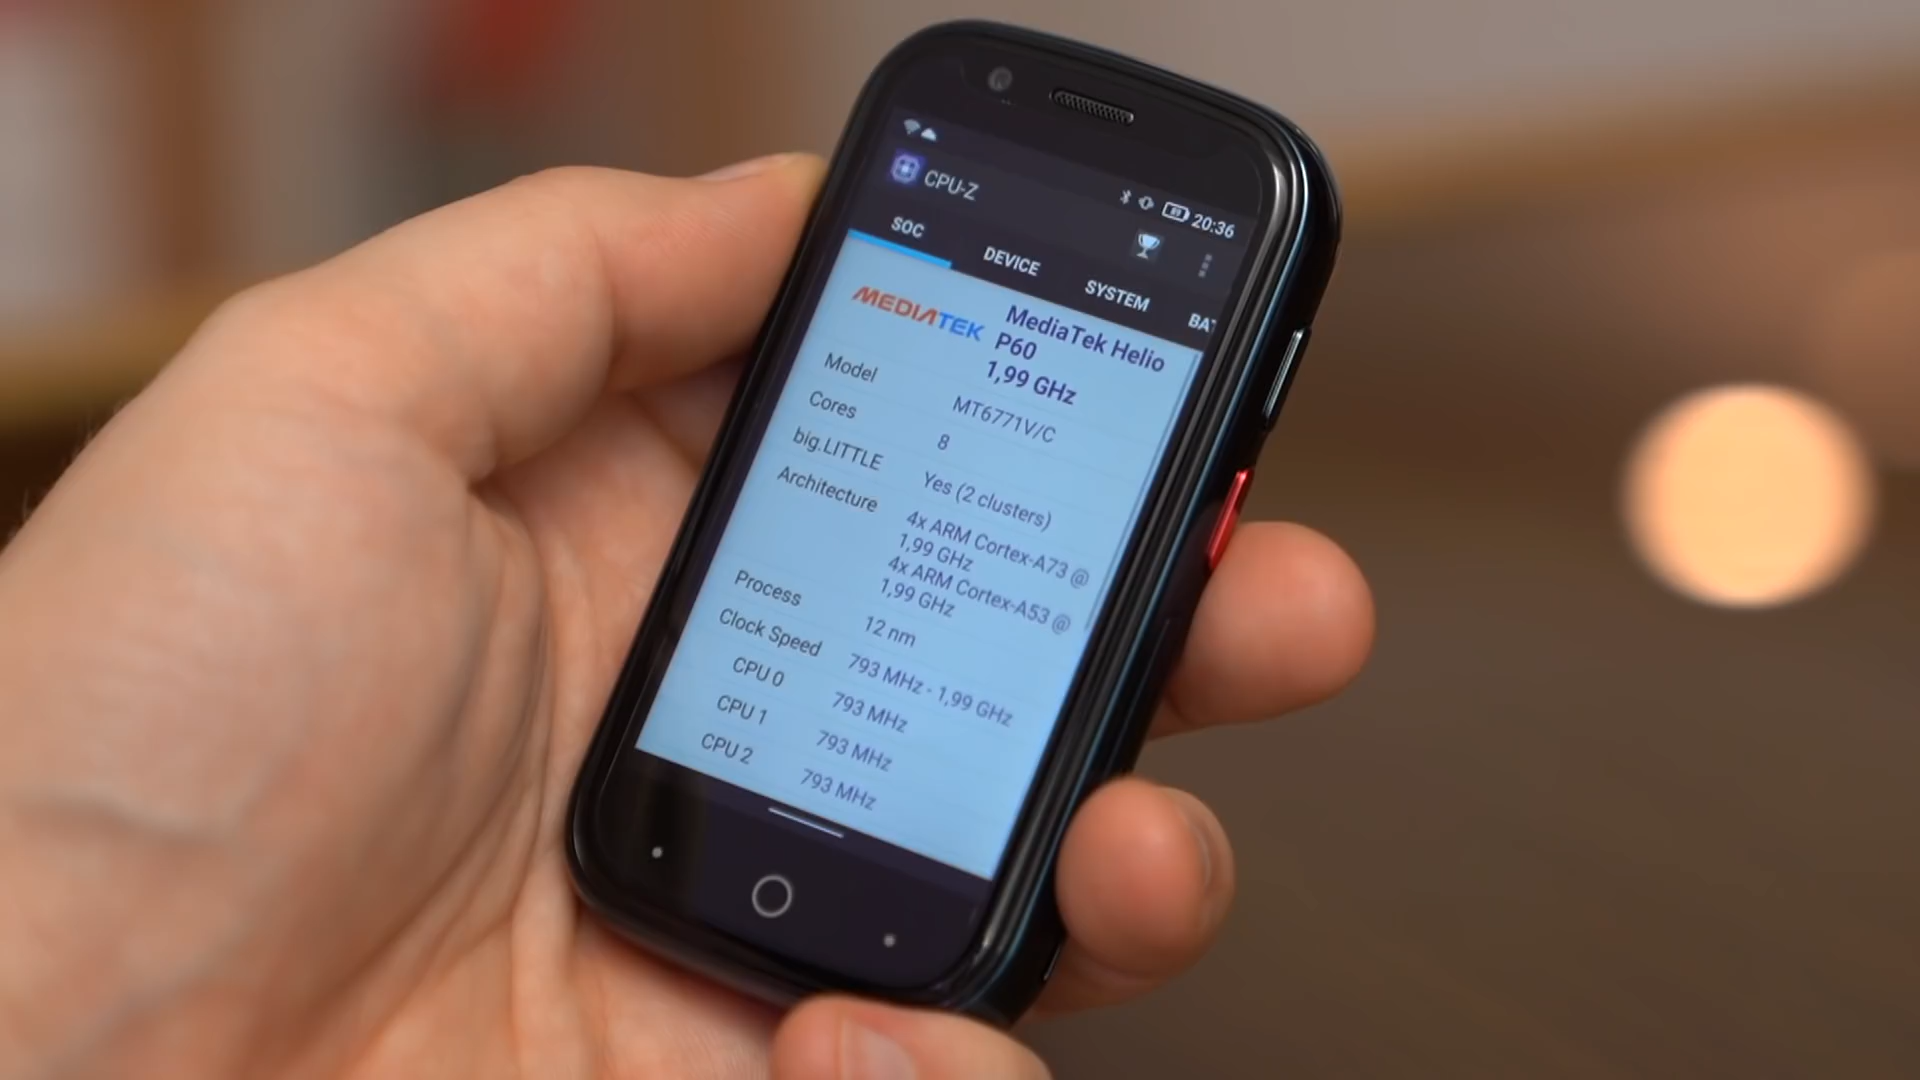 20:36
CPU-Z
SOC
DEVICE
SYSTEM
BAT
MEDIATEK
MediaTek Helio
P60
1,99 GHz
Model MT6771V/C
Cores 8
big.LITTLE Yes (2 clusters)
Architecture 4x ARM Cortex-A73 @
1,99 GHz
4x ARM Cortex-A53 @
1,99 GHz
Process 12 nm
Clock Speed 793 MHz - 1,99 GHz
CPU 0 793 MHz
CPU 1 793 MHz
CPU 2 793 MHz